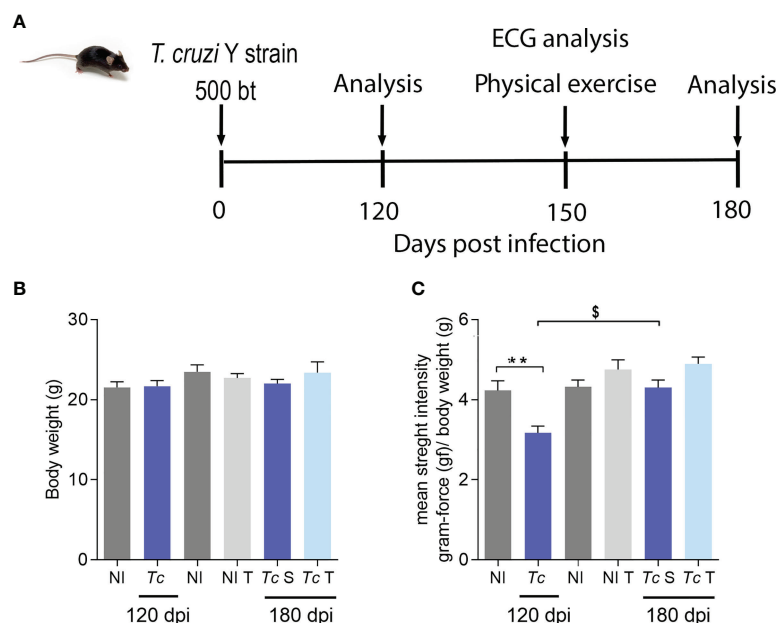 A
T. cruzi Y strain
500 bt
Analysis
ECG analysis
Physical exercise
Analysis
0
120
150
180
Days post infection
B
Body weight (g)
30
20
10
0
NI
Tc
NI
NI T
Tc S
Tc T
120 dpi
180 dpi
C
mean streght intensity
gram-force (gf)/ body weight (g)
6
4
2
0
$
**
NI
Tc
NI
NI T
Tc S
Tc T
120 dpi
180 dpi